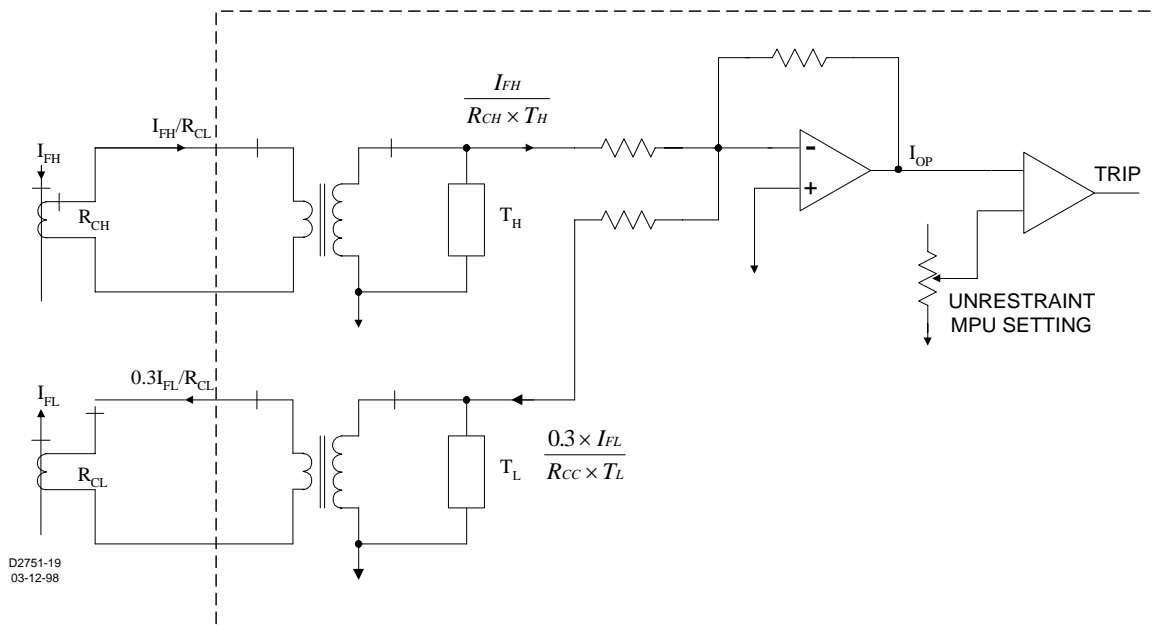 I_FH
R_CH × T_H
I_FH/R_CL
I_FH
R_CH
T_H
-
+
I_OP
TRIP
UNRESTRAINT
MPU SETTING
0.3I_FL/R_CL
I_FL
R_CL
T_L
0.3 × I_FL
R_CC × T_L
D2751-19
03-12-98